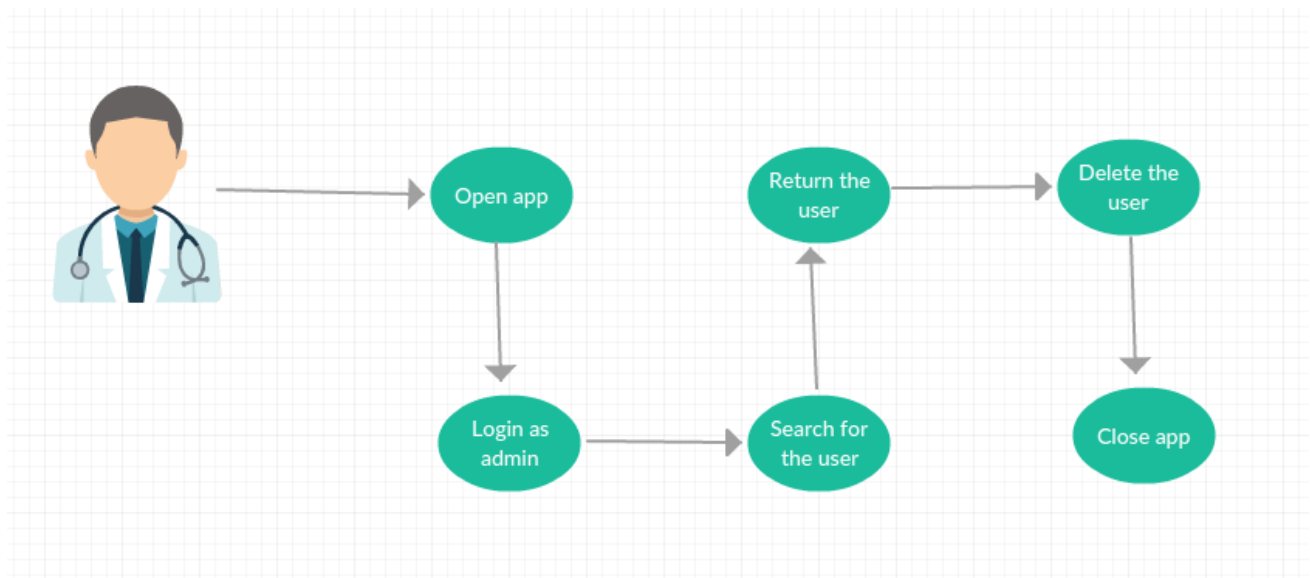 Open app
Login as
admin
Search for
the user
Return the
user
Delete the
user
Close app